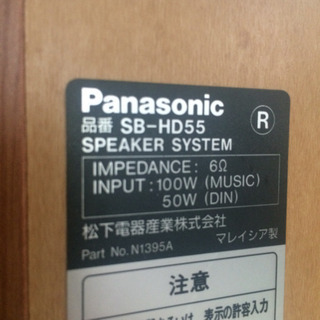 Panasonic
品番 SB-HD55
R
SPEAKER SYSTEM
IMPEDANCE: 6Ω
INPUT: 100W (MUSIC)
50W (DIN)
松下電器産業株式会社
Part No. N1395A
マレイシア製
注意
表示の許容入力